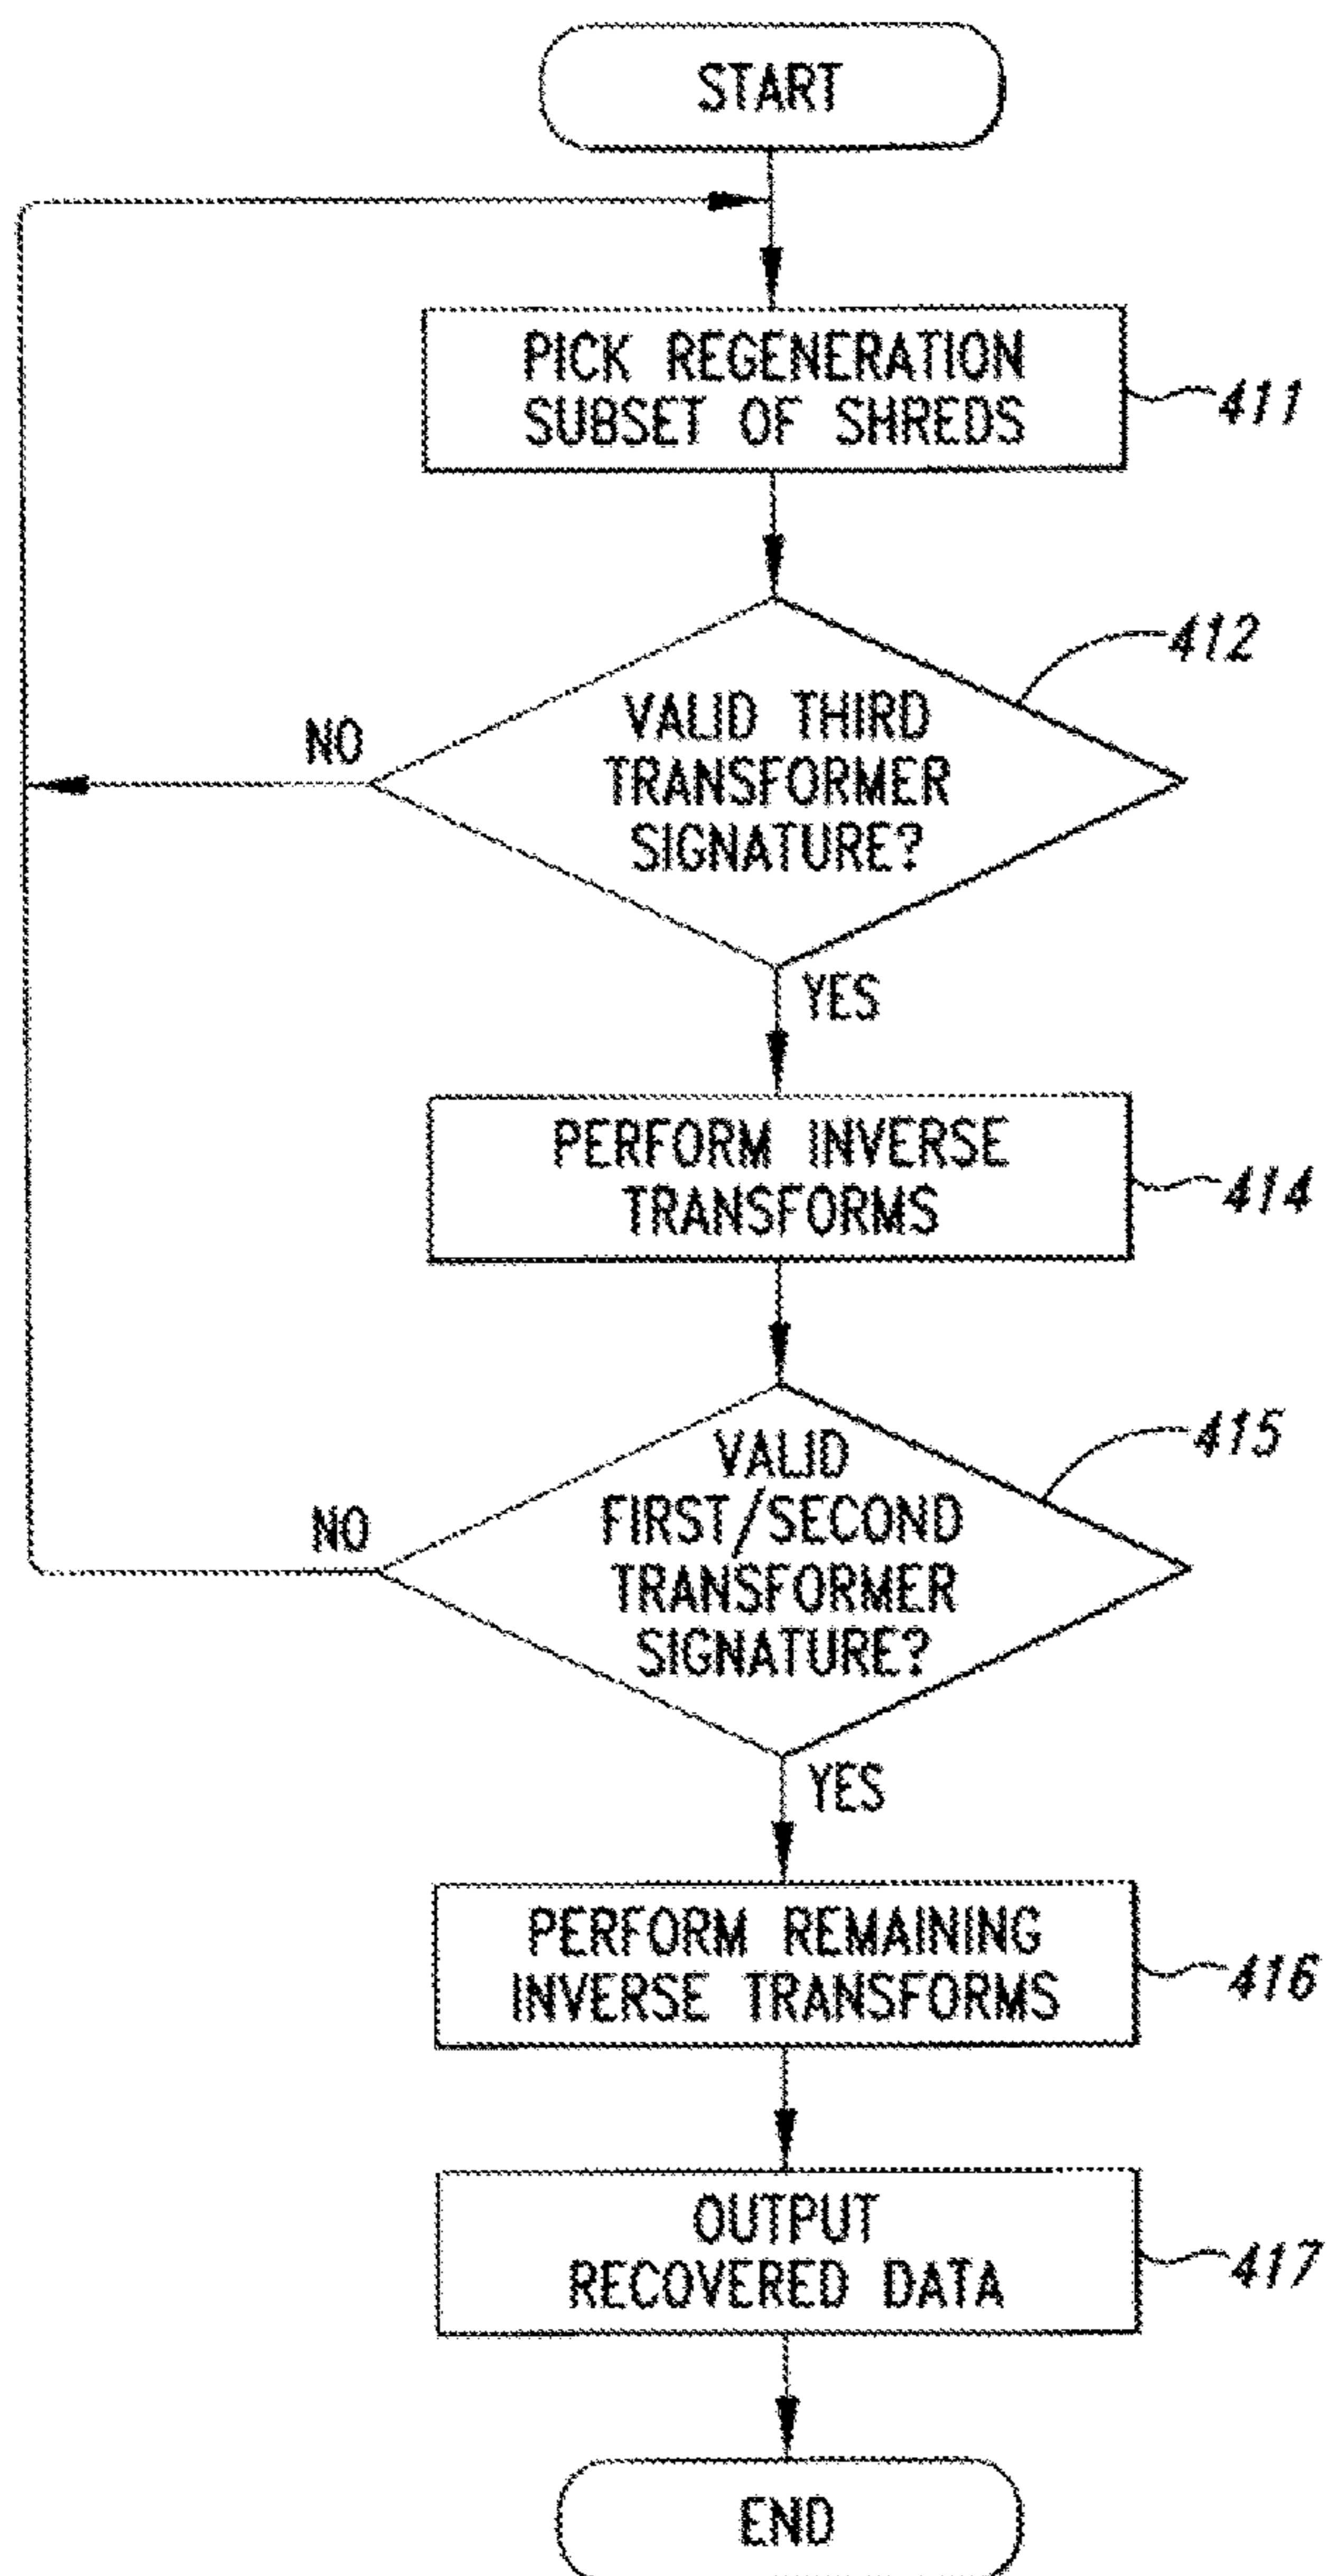 START
PICK REGENERATION
SUBSET OF SHREDS
411
412
VALID THIRD
TRANSFORMER
SIGNATURE?
NO
YES
PERFORM INVERSE
TRANSFORMS
414
415
VALID
FIRST/SECOND
TRANSFORMER
SIGNATURE?
NO
YES
PERFORM REMAINING
INVERSE TRANSFORMS
416
OUTPUT
RECOVERED DATA
417
END